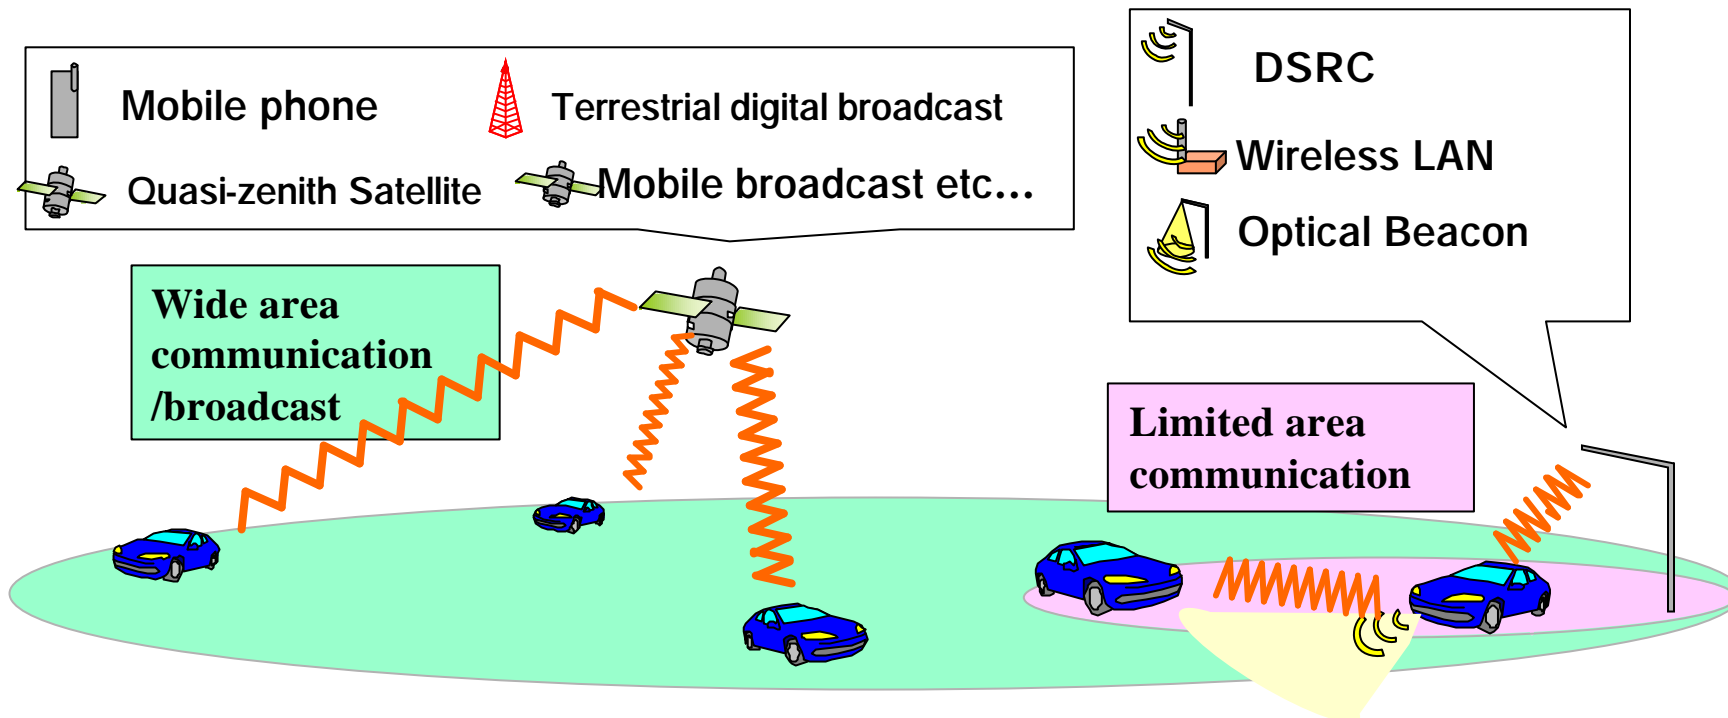 Mobile phone
Terrestrial digital broadcast
Quasi-zenith Satellite
Mobile broadcast etc...
DSRC
Wireless LAN
Optical Beacon
Wide area
communication
/broadcast
Limited area
communication